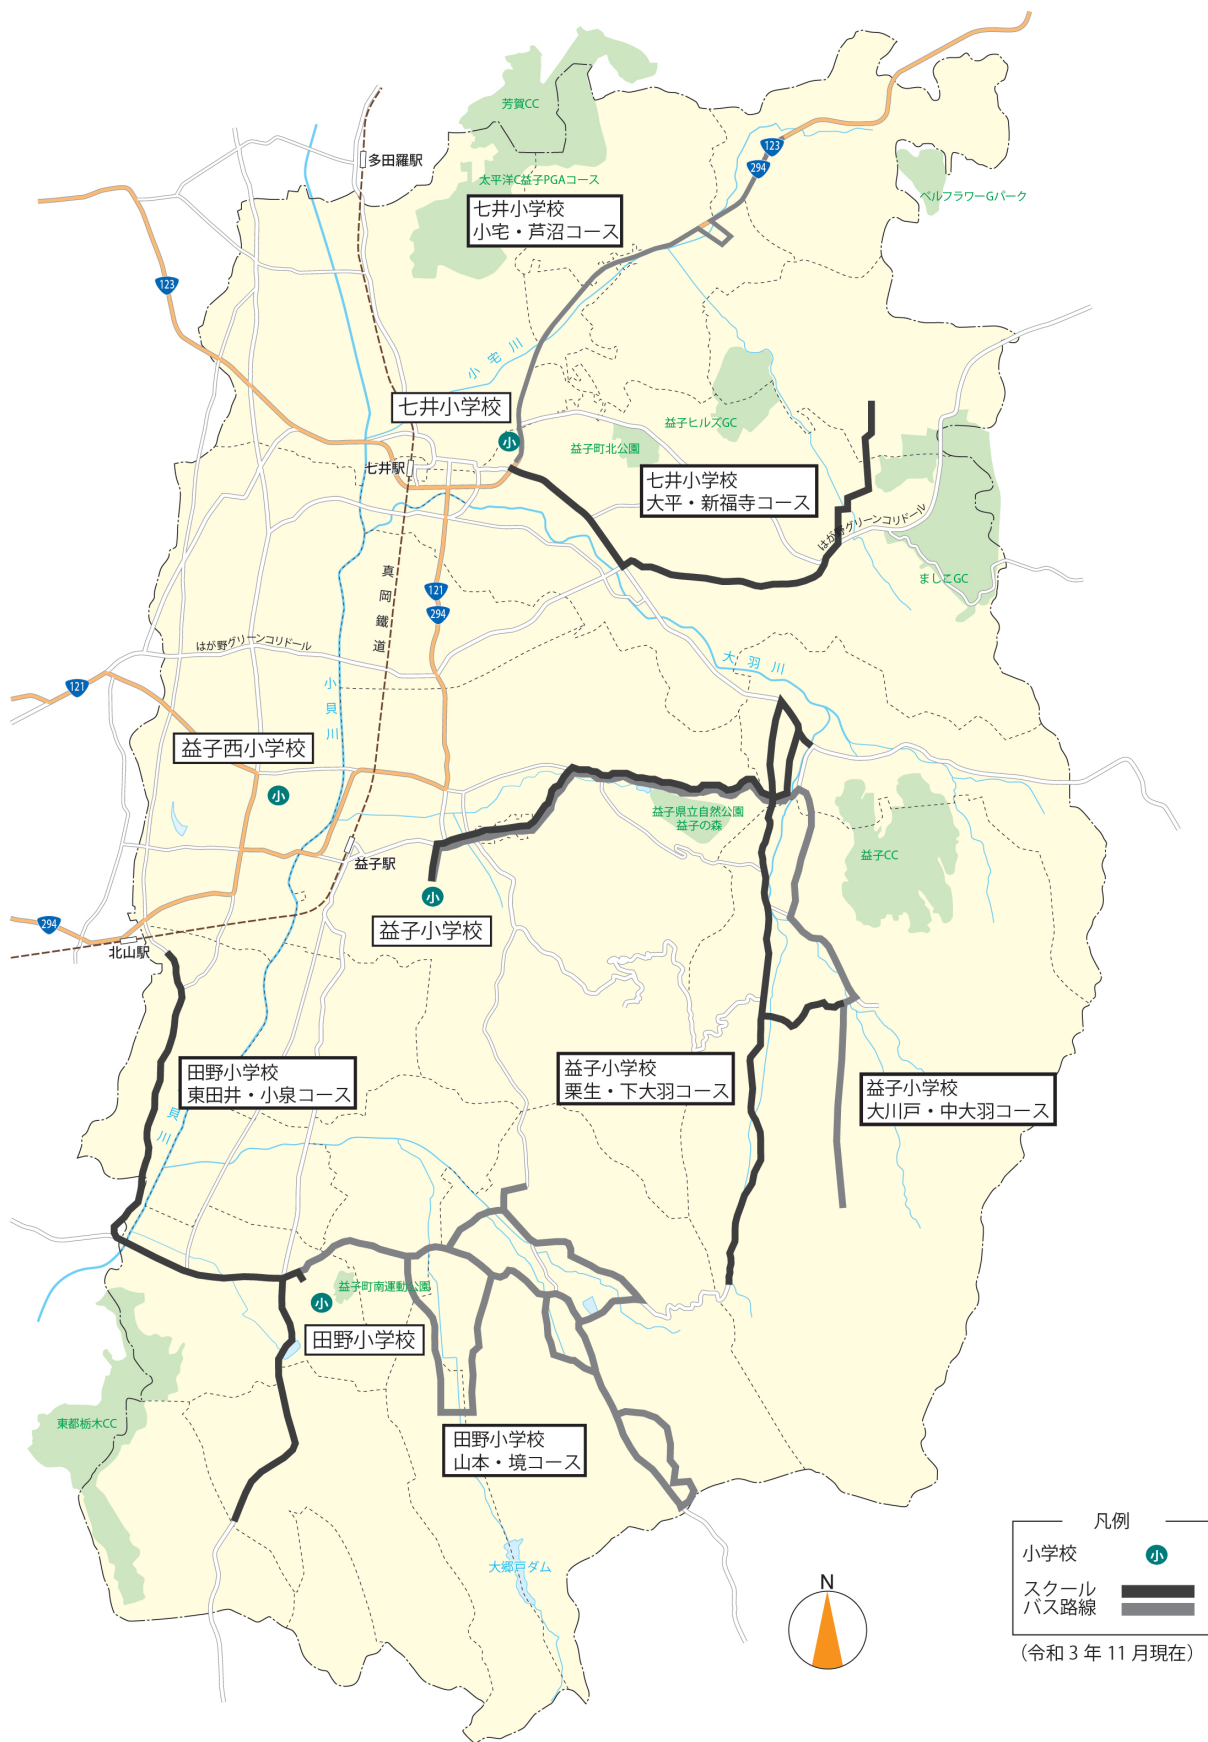 芳賀CC
123
多田羅駅
294
太平洋C益子PGAコース
ベルフラワーGパーク
七井小学校
小宅・芦沼コース
123
小宅川
七井小学校
益子ヒルズGC
小
益子町北公園
七井駅
七井小学校
大平・新福寺コース
はが野グリーンコリドール
真岡鐵道
ましこGC
121
294
はが野グリーンコリドール
大羽川
121
小貝川
益子西小学校
小
益子県立自然公園
益子の森
益子CC
益子駅
小
294
益子小学校
北山駅
田野小学校
東田井・小泉コース
益子小学校
栗生・下大羽コース
益子小学校
大川戸・中大羽コース
貝川
益子町南運動公園
小
田野小学校
東都栃木CC
田野小学校
山本・境コース
凡例
小学校
小
大郷戸ダム
スクール
バス路線
N
(令和3年11月現在)